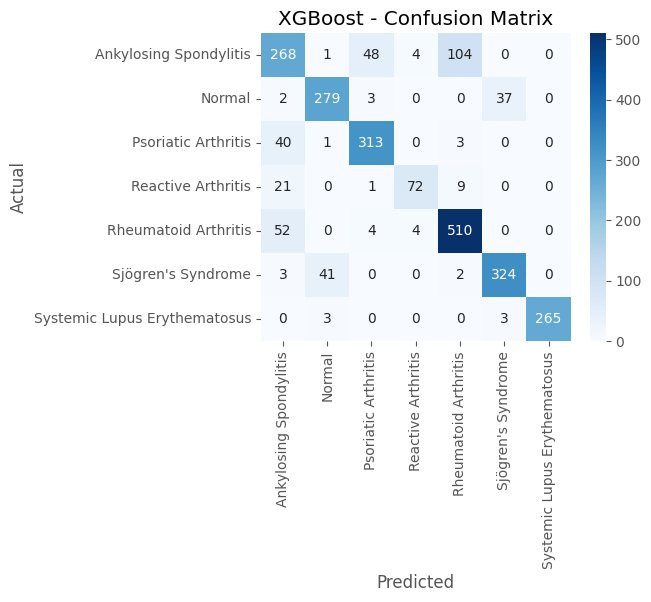 XGBoost - Confusion Matrix
Actual
Ankylosing Spondylitis 268 1 48 4 104 0 0
Normal 2 279 3 0 0 37 0
Psoriatic Arthritis 40 1 313 0 3 0 0
Reactive Arthritis 21 0 1 72 9 0 0
Rheumatoid Arthritis 52 0 4 4 510 0 0
Sjögren's Syndrome 3 41 0 0 2 324 0
Systemic Lupus Erythematosus 0 3 0 0 0 3 265
Ankylosing Spondylitis
Normal
Psoriatic Arthritis
Reactive Arthritis
Rheumatoid Arthritis
Sjögren's Syndrome
Systemic Lupus Erythematosus
Predicted
500
400
300
200
100
0